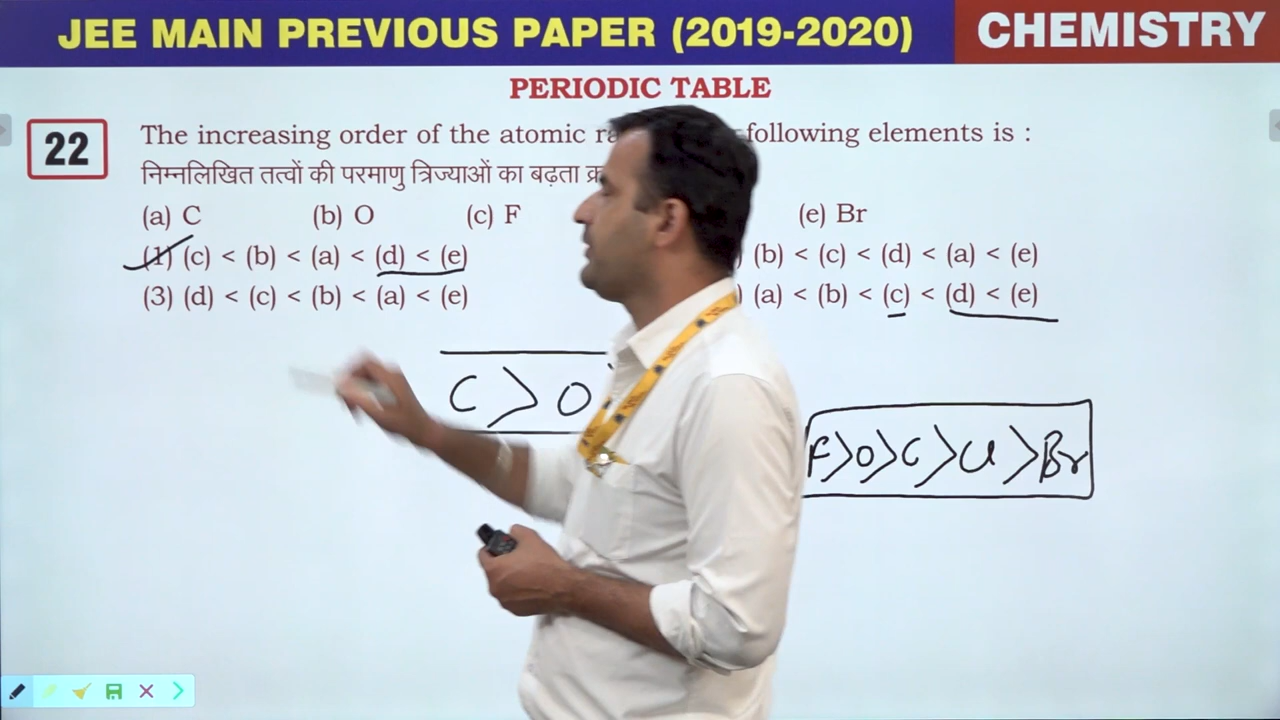 JEE MAIN PREVIOUS PAPER (2019-2020) CHEMISTRY
PERIODIC TABLE
22 The increasing order of the atomic following elements is :
निम्नलिखित तत्वों की परमाणु त्रिज्याओं का बढ़ता
(a) C (b) O (c) F (e) Br
(1) (c) < (b) < (a) < (d) < (e) (b) < (c) < (d) < (a) < (e)
(3) (d) < (c) < (b) < (a) < (e) (a) < (b) < (c) < (d) < (e)
C > O
F>O>C>Cl>Br